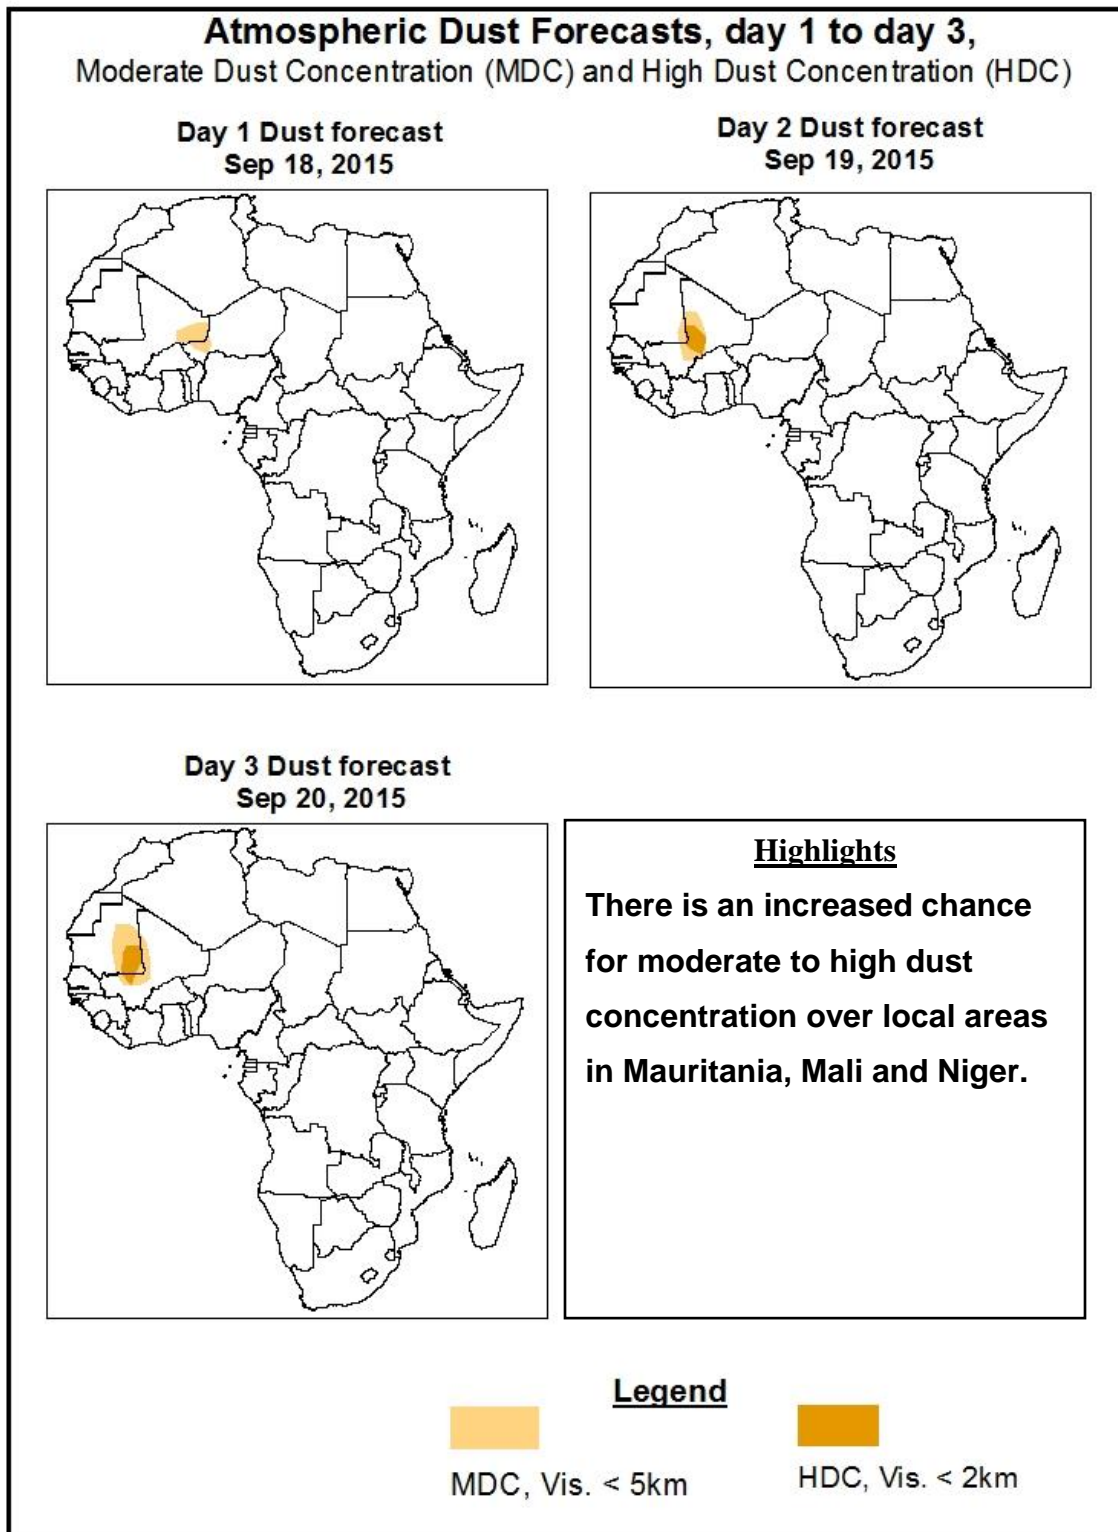 Atmospheric Dust Forecasts, day 1 to day 3,
Moderate Dust Concentration (MDC) and High Dust Concentration (HDC)
Day 1 Dust forecast
Sep 18, 2015
Day 2 Dust forecast
Sep 19, 2015
Day 3 Dust forecast
Sep 20, 2015
Highlights
There is an increased chance
for moderate to high dust
concentration over local areas
in Mauritania, Mali and Niger.
Legend
MDC, Vis. < 5km
HDC, Vis. < 2km